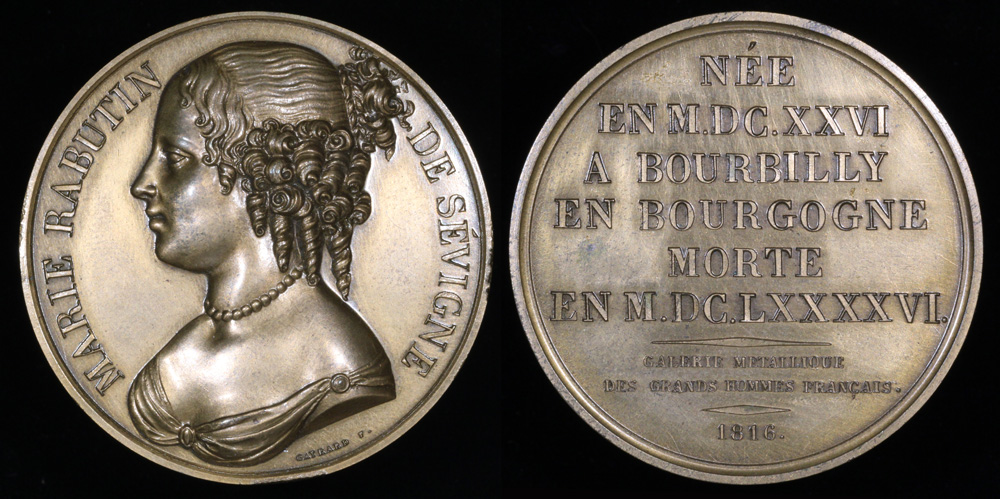 MARIE RABUTIN
DE SÉVIGNÉ
GAYRARD F.
NÉE
EN M.DC.XXVI
A BOURBILLY
EN BOURGOGNE
MORTE
EN M.DC.LXXXXVI.
GALERIE METALLIQUE
DES GRANDS HOMMES FRANÇAIS.
1816.